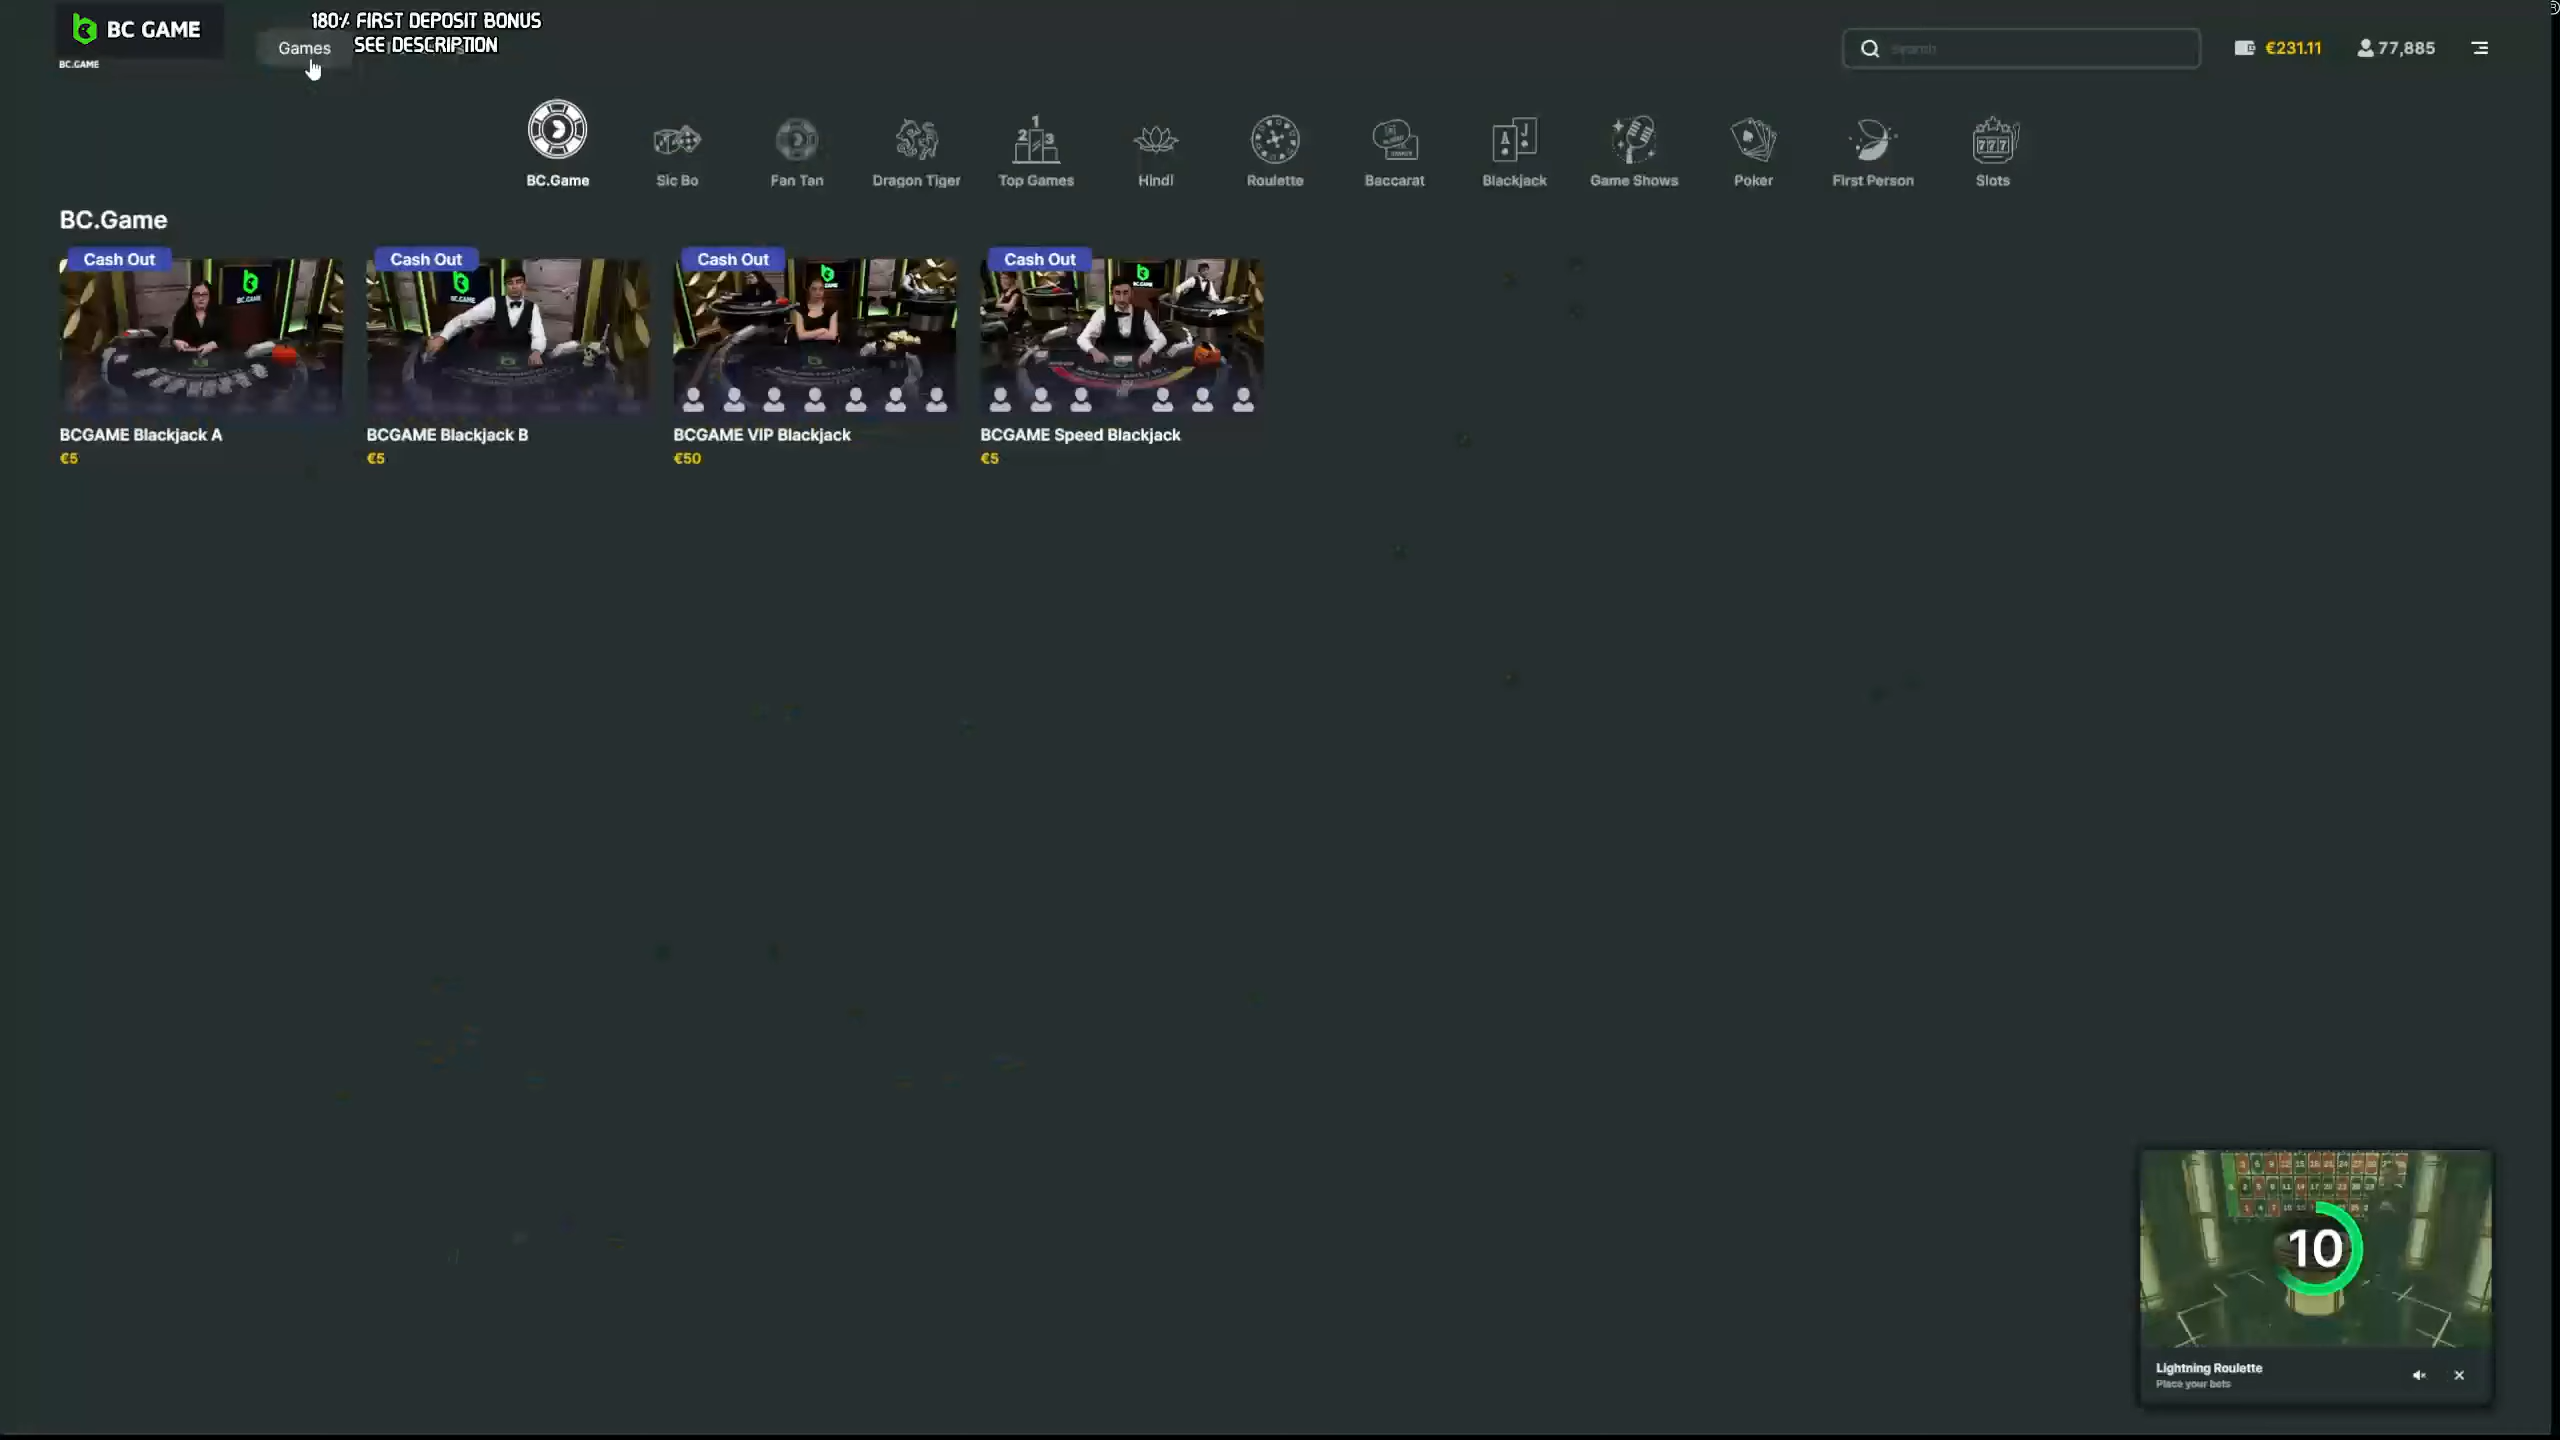 BC GAME
BC.GAME
Games
180% FIRST DEPOSIT BONUS
SEE DESCRIPTION
Search
€231.11
77,885
BC.Game
Sic Bo
Fan Tan
Dragon Tiger
Top Games
Hindi
Roulette
Baccarat
Blackjack
Game Shows
Poker
First Person
Slots
BC.Game
Cash Out
Cash Out
Cash Out
Cash Out
BCGAME Blackjack A
BCGAME Blackjack B
BCGAME VIP Blackjack
BCGAME Speed Blackjack
€5
€5
€50
€5
10
Lightning Roulette
Place your bets